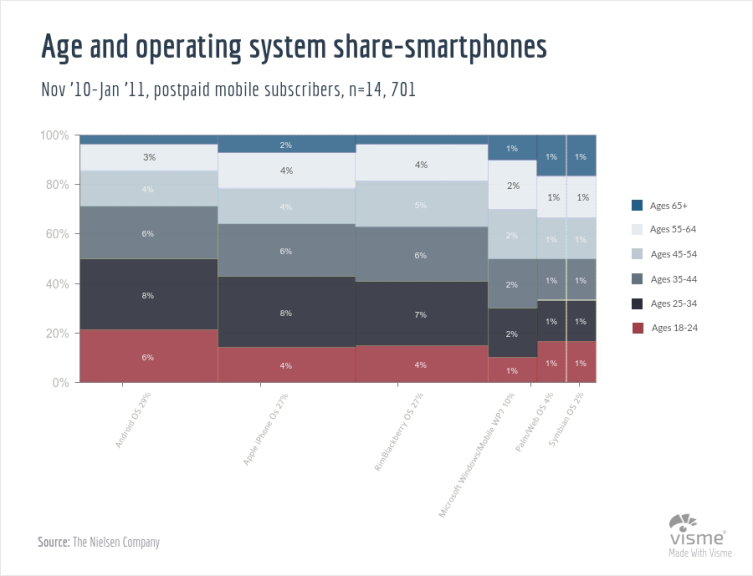 Age and operating system share-smartphones
Nov '10-Jan '11, postpaid mobile subscribers, n=14, 701
100%
80%
60%
40%
20%
0%
3%
4%
6%
8%
6%
2%
4%
4%
6%
8%
4%
4%
5%
6%
7%
4%
1%
2%
2%
2%
2%
1%
1%
1%
1%
1%
1%
1%
1%
1%
1%
1%
1%
1%
Android OS 29%
Apple iPhone Os 27%
RimBlackberry OS 27%
Microsoft Windows/Mobile WP7 10%
Palm/Web OS 4%
Symbian OS 2%
Ages 65+
Ages 55-64
Ages 45-54
Ages 35-44
Ages 25-34
Ages 18-24
Source: The Nielsen Company
visme
Made With Visme